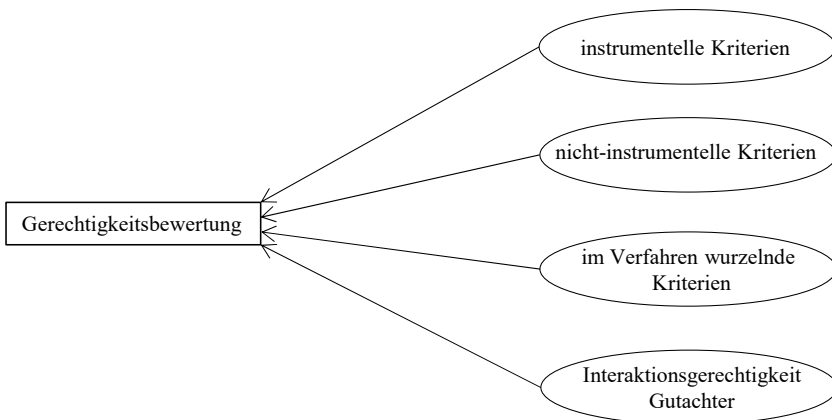 instrumentelle Kriterien
nicht-instrumentelle Kriterien
Gerechtigkeitsbewertung
im Verfahren wurzelnde
Kriterien
Interaktionsgerechtigkeit
Gutachter